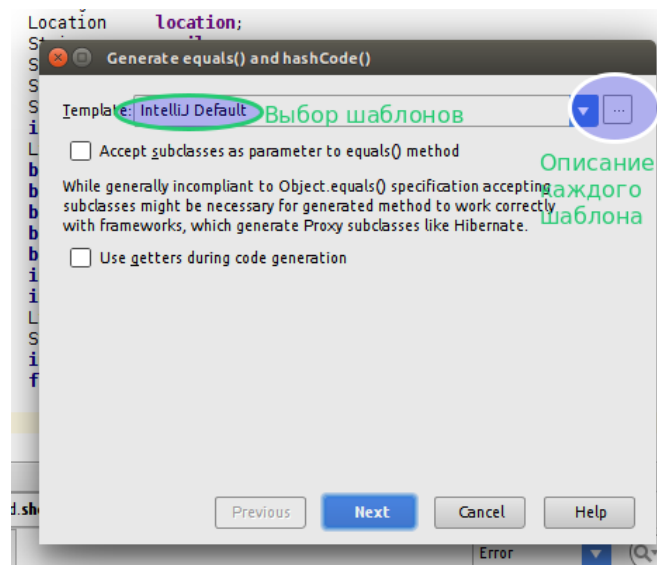 Location location;
Generate equals() and hashCode()
Template: IntelliJ Default Выбор шаблонов ...
Accept subclasses as parameter to equals() method
Описание каждого шаблона
While generally incompliant to Object.equals() specification accepting
subclasses might be necessary for generated method to work correctly
with frameworks, which generate Proxy subclasses like Hibernate.
Use getters during code generation
Previous Next Cancel Help
Error